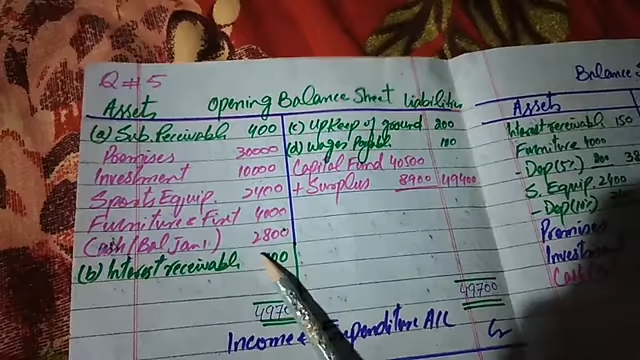 Q # 5
Opening Balance Sheet
Assets Liabilities
(a) Sub. Receivable 400
Premises 30000
Investment 10000
Sports Equip. 2400
Furniture & Fixt 4000
Cash (Bal Jan 1.) 2800
(b) Interest receivable
(c) Upkeep of ground 200
(d) Wages Payable 100
Capital Fund 40500
+ Surplus 8900 49400
49700
Income & Expenditure A/C
Balance
Assets
Interest receivable 150
Furniture 4000
- Dep (5%) 200
S. Equip. 2400
- Dep (10%)
Premises
Investment